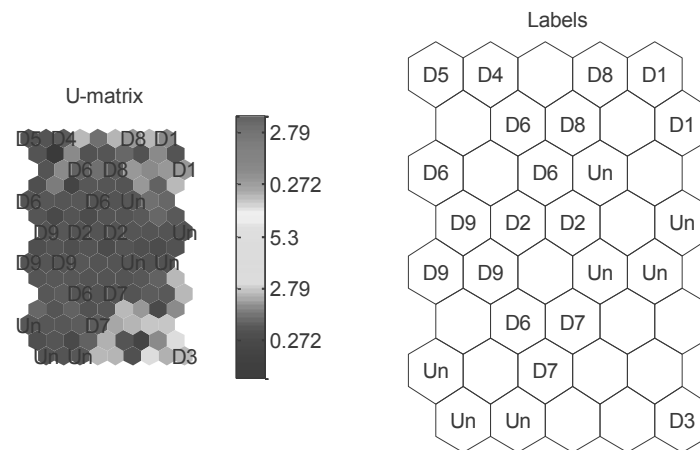 U-matrix
D5 D4 D8 D1
D6 D8 D1
D6 D6 Un
D9 D2 D2 Un
D9 D9 Un Un
D6 D7
Un D7
Un Un D3
2.79
0.272
5.3
2.79
0.272
Labels
D5 D4 D8 D1
D6 D8 D1
D6 D6 Un
D9 D2 D2 Un
D9 D9 Un Un
D6 D7
Un D7
Un Un D3